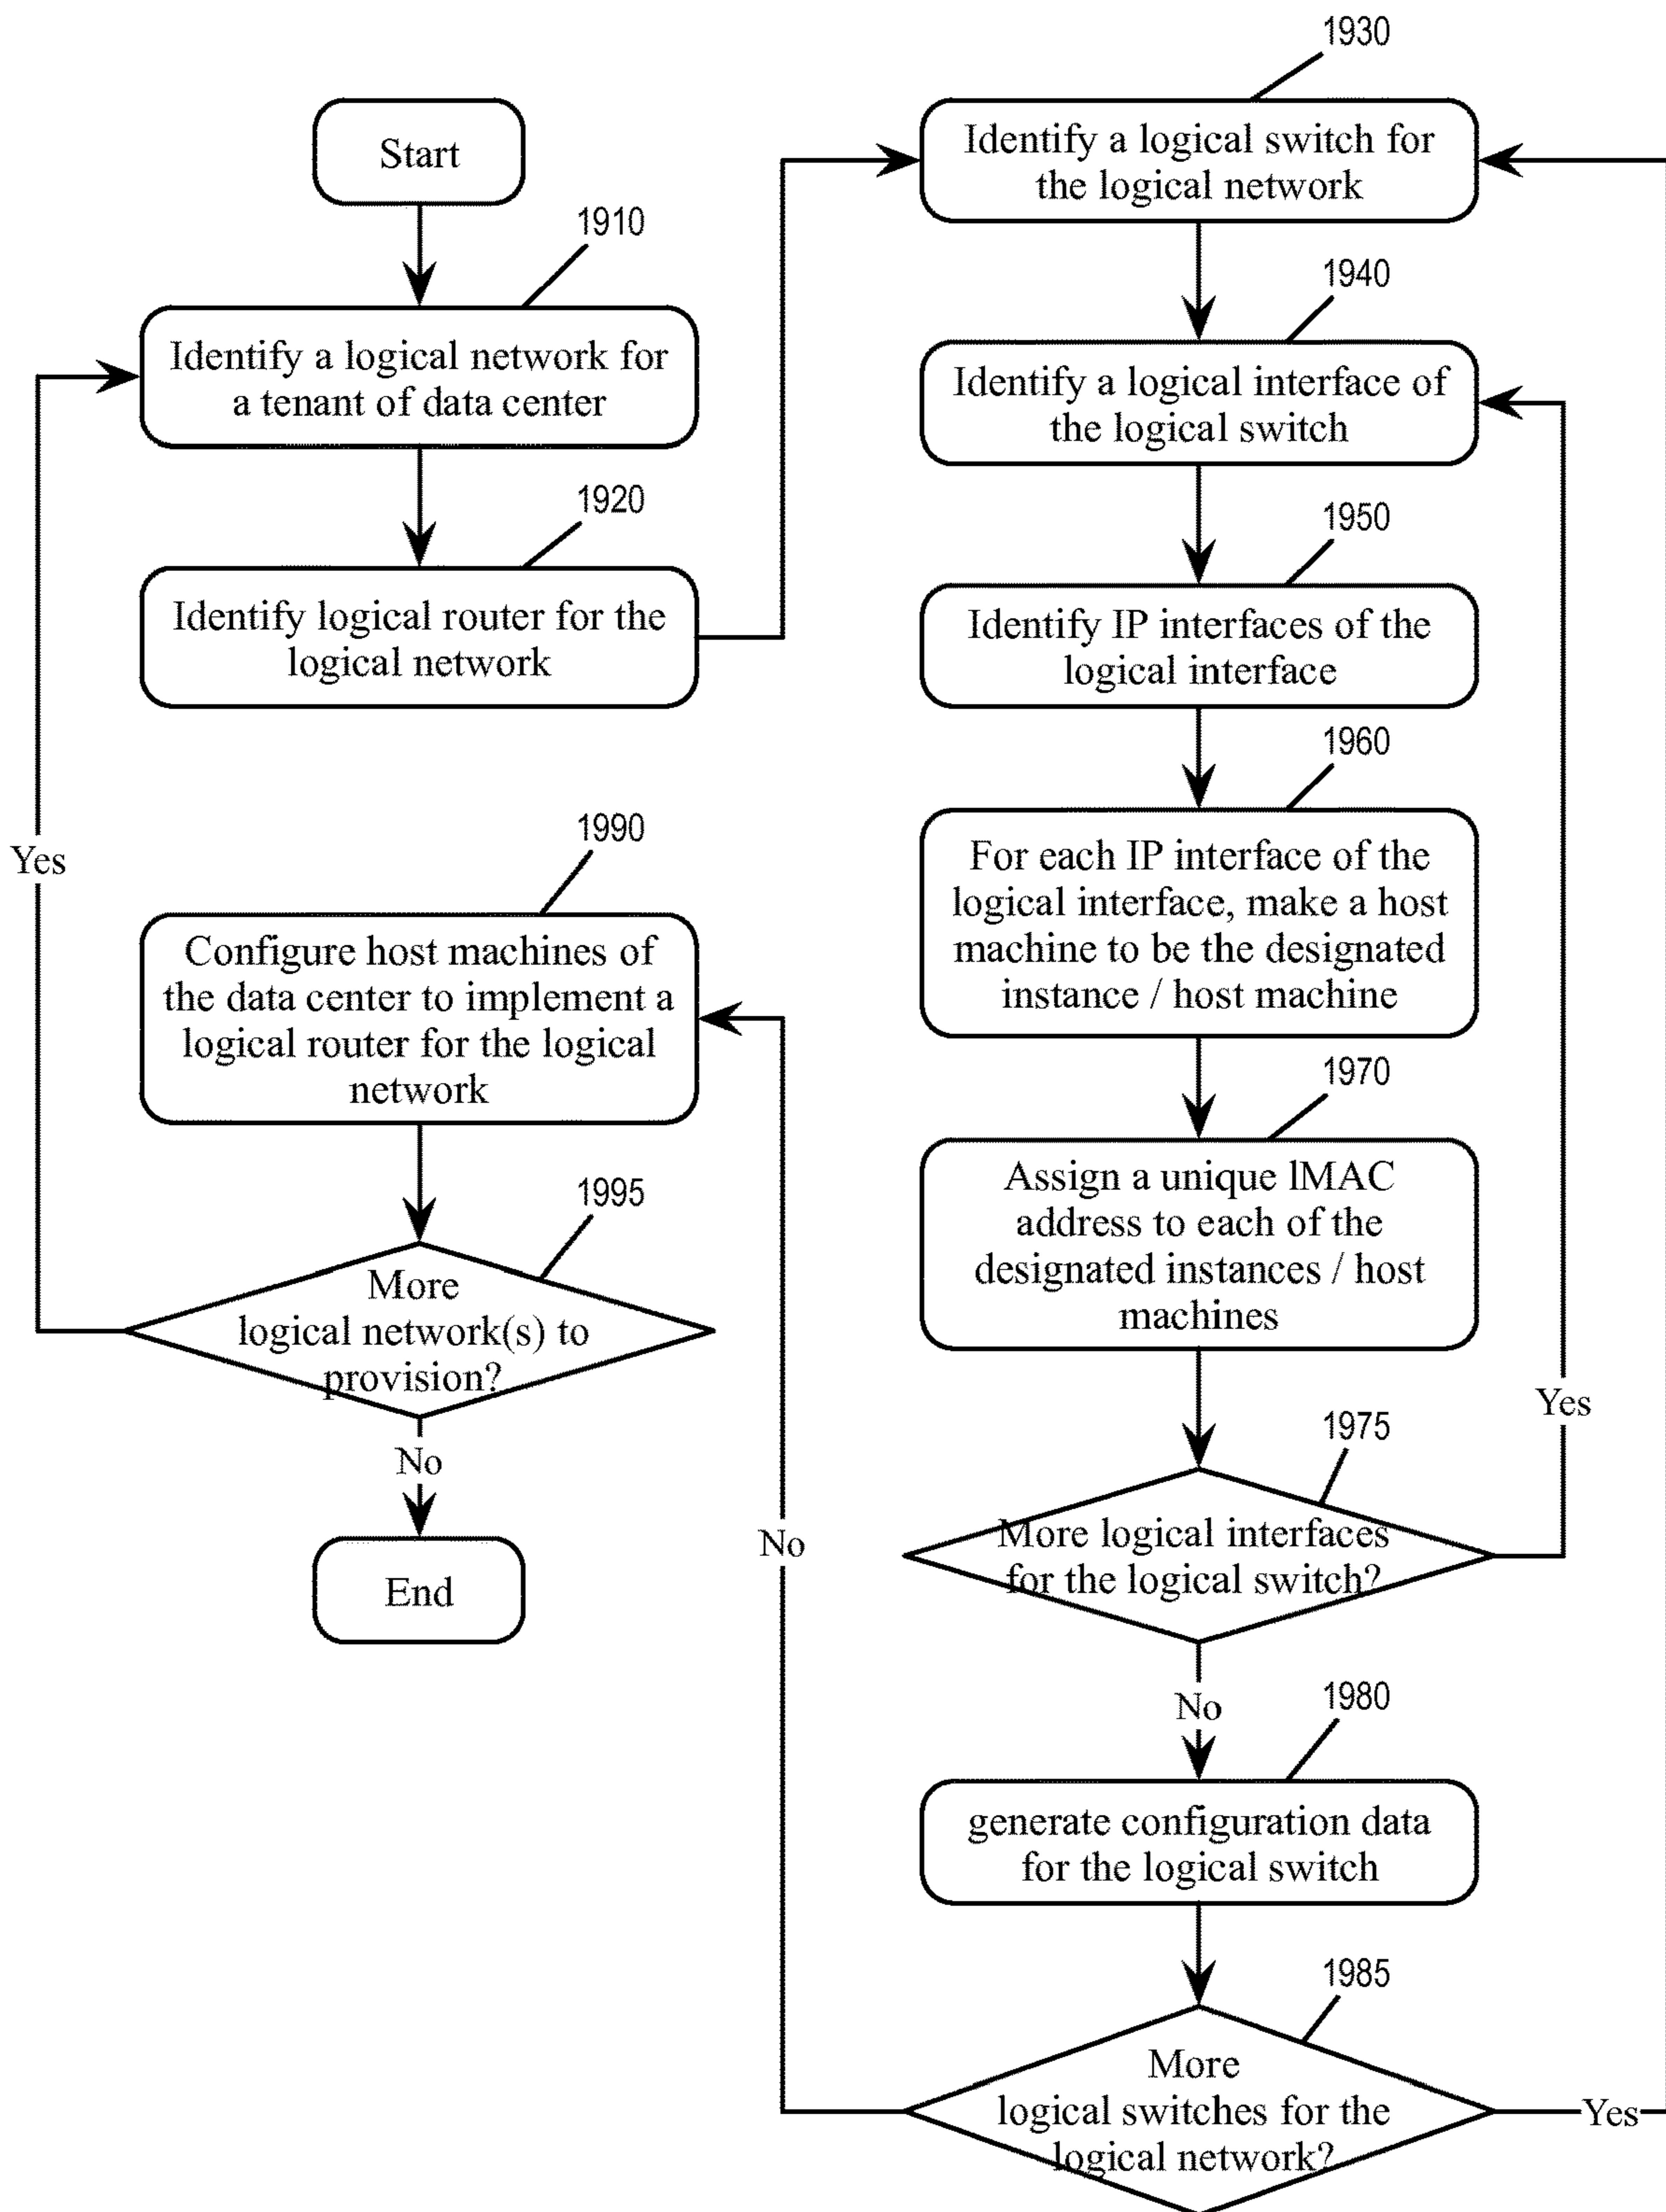 Start
1910
Identify a logical network for
a tenant of data center
1920
Identify logical router for the
logical network
Yes
1990
Configure host machines of
the data center to implement a
logical router for the logical
network
1995
More
logical network(s) to
provision?
No
End
1930
Identify a logical switch for
the logical network
1940
Identify a logical interface of
the logical switch
1950
Identify IP interfaces of the
logical interface
1960
For each IP interface of the
logical interface, make a host
machine to be the designated
instance / host machine
1970
Assign a unique lMAC
address to each of the
designated instances / host
machines
Yes
1975
More logical interfaces
for the logical switch?
No
No
1980
generate configuration data
for the logical switch
1985
More
logical switches for the
logical network?
Yes